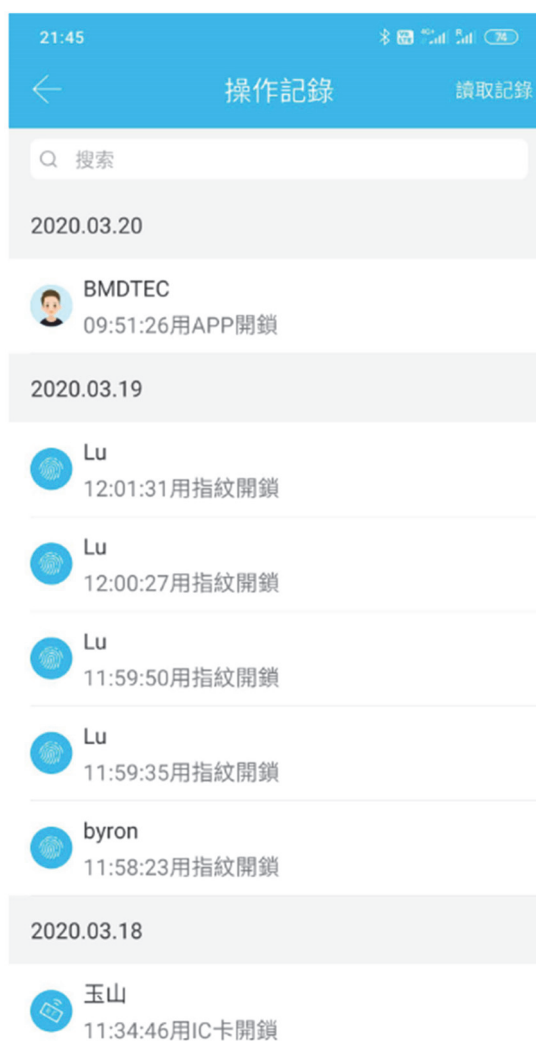 21:45
74
操作記錄
讀取記錄
搜索
2020.03.20
BMDTEC
09:51:26用APP開鎖
2020.03.19
Lu
12:01:31用指紋開鎖
Lu
12:00:27用指紋開鎖
Lu
11:59:50用指紋開鎖
Lu
11:59:35用指紋開鎖
byron
11:58:23用指紋開鎖
2020.03.18
玉山
11:34:46用IC卡開鎖